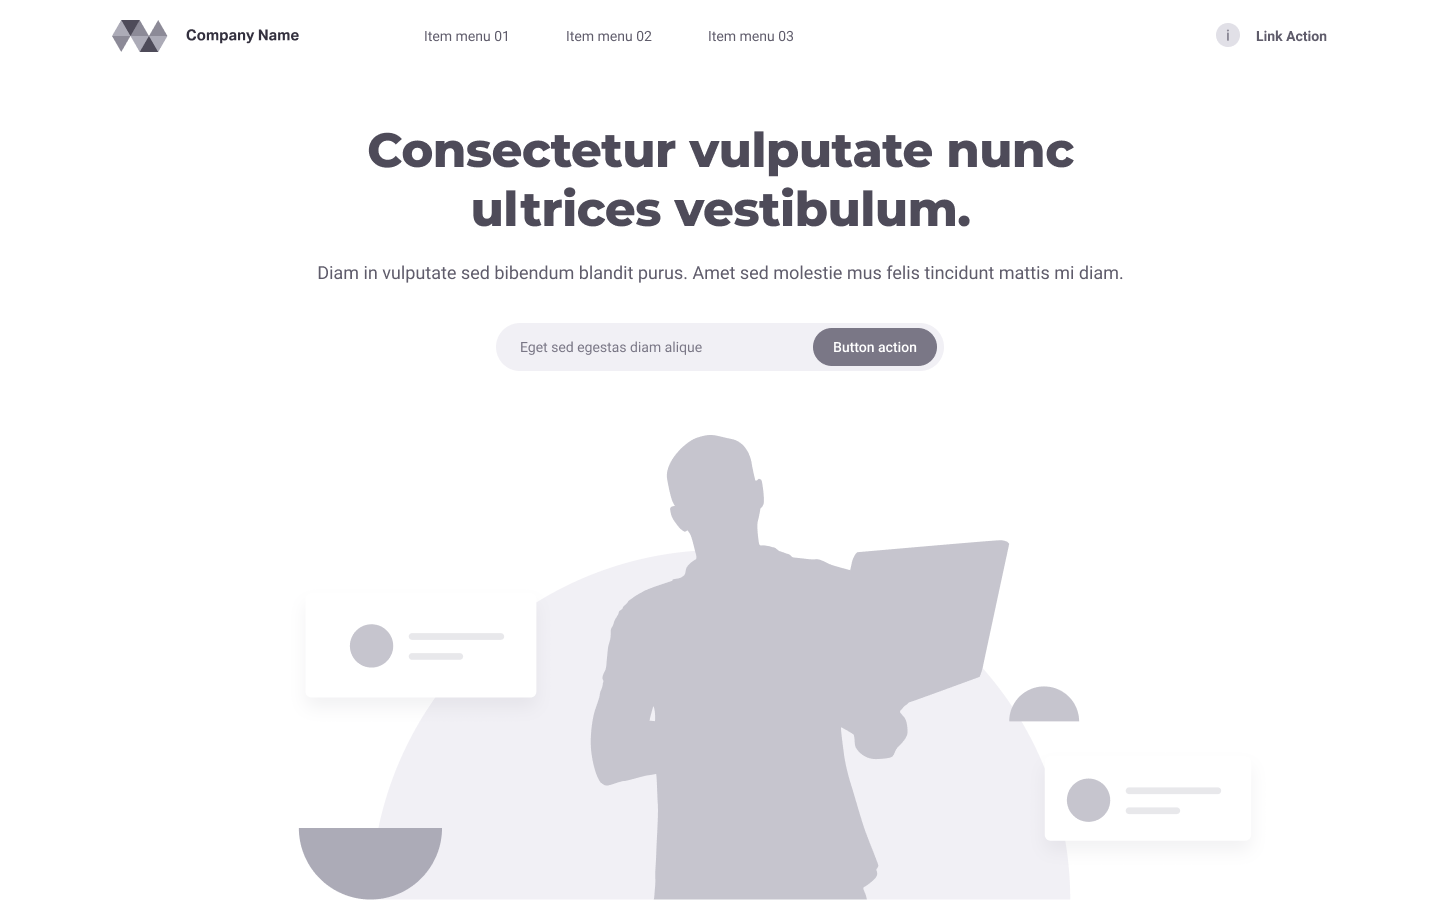 Company Name
Item menu 01
Item menu 02
Item menu 03
i
Link Action
Consectetur vulputate nunc
ultrices vestibulum.
Diam in vulputate sed bibendum blandit purus. Amet sed molestie mus felis tincidunt mattis mi diam.
Eget sed egestas diam alique
Button action